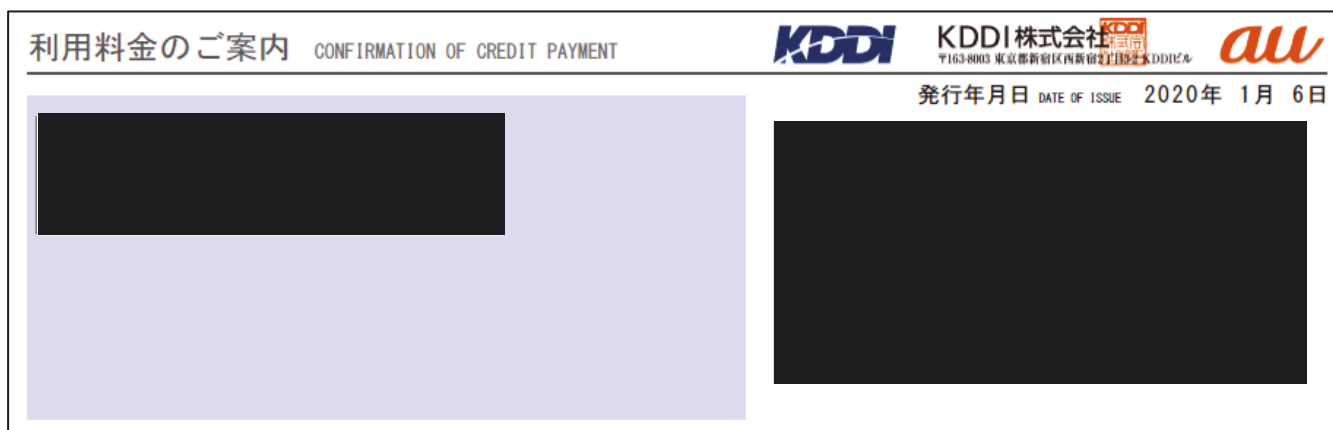 利用料金のご案内 CONFIRMATION OF CREDIT PAYMENT
KDDI
KDDI株式会社
〒163-8003 東京都新宿区西新宿2丁目3-2 KDDIビル
au
発行年月日 DATE OF ISSUE 2020年 1月 6日